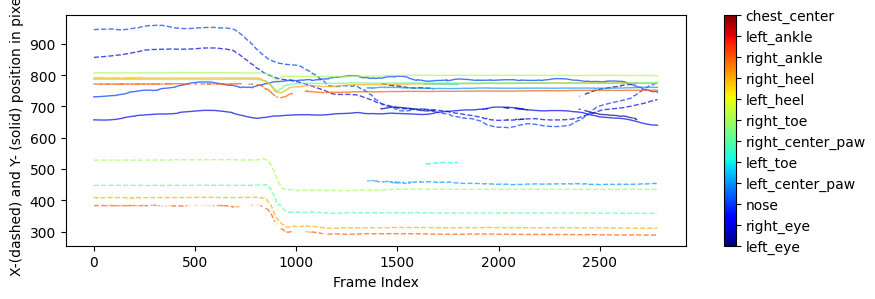 X-(dashed) and Y- (solid) position in pixe
900
800
700
600
500
400
300
0
500
1000
1500
2000
2500
Frame Index
chest_center
left_ankle
right_ankle
right_heel
left_heel
right_toe
right_center_paw
left_toe
left_center_paw
nose
right_eye
left_eye